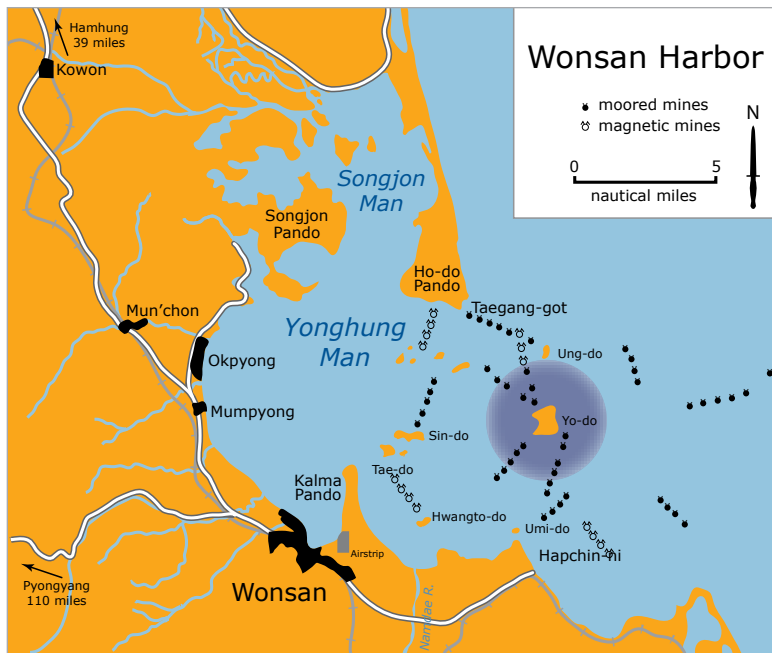 Hamhung
39 miles
Kowon
Wonsan Harbor
moored mines
magnetic mines
N
0
5
nautical miles
Songjon
Man
Songjon
Pando
Ho-do
Pando
Taegang-got
Mun'chon
Yonghung
Man
Ung-do
Okpyong
Mumpyong
Yo-do
Sin-do
Tae-do
Kalma
Pando
Hwangto-do
Umi-do
Airstrip
Hapchin-ni
Pyongyang
110 miles
Wonsan
Namdae R.